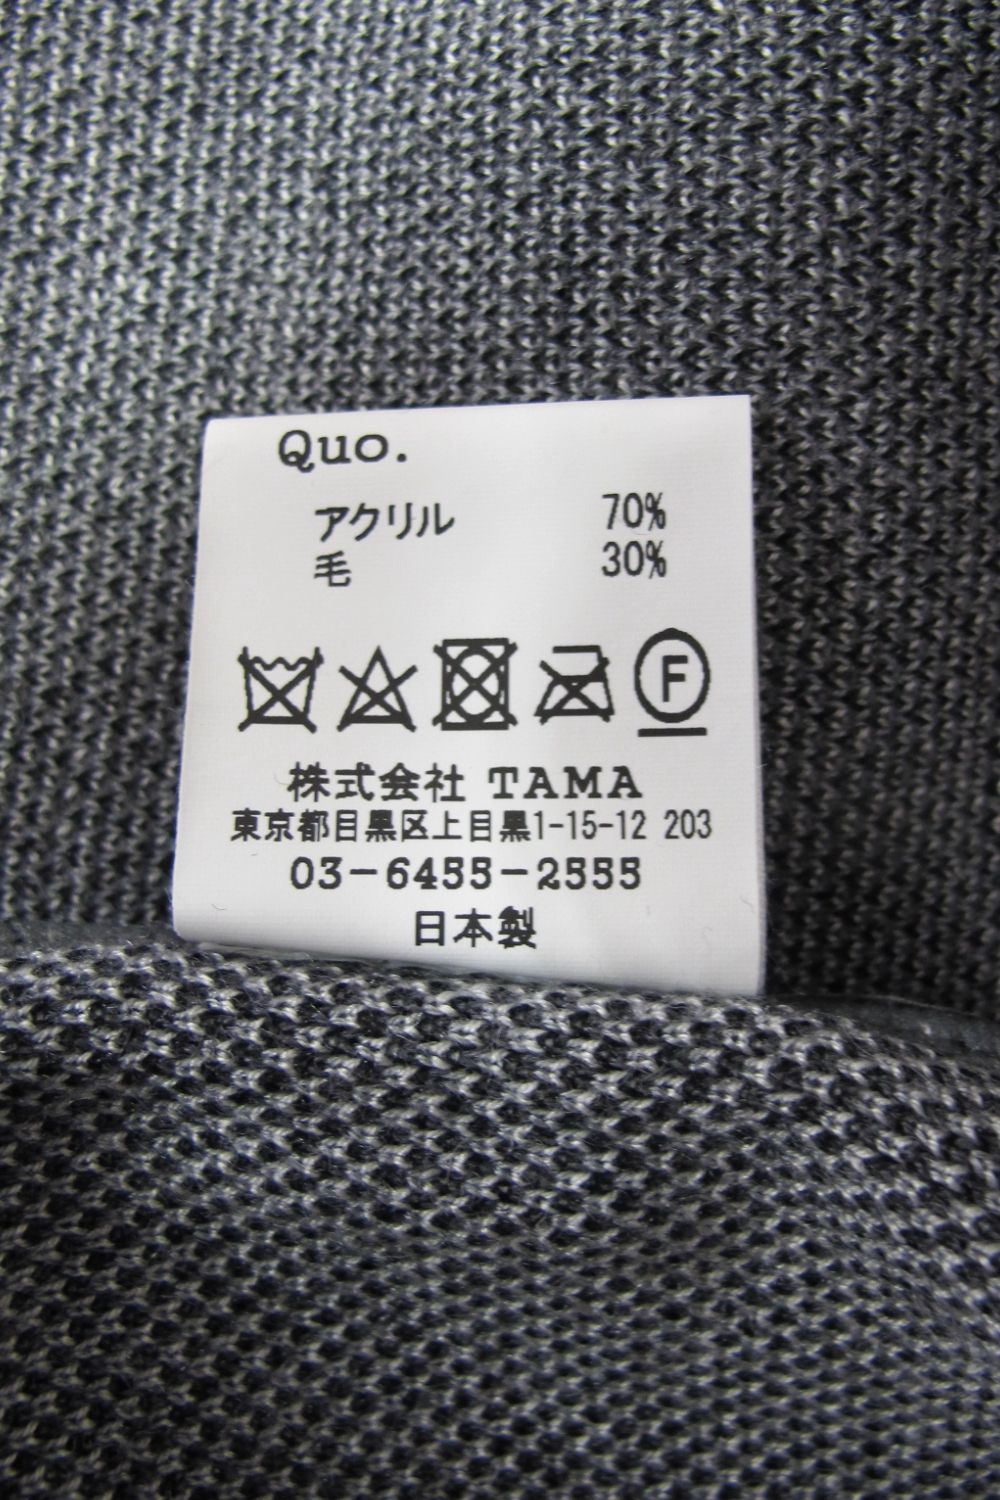 Quo.
アクリル 70%
毛 30%
F
株式会社 TAMA
東京都目黒区上目黒1-15-12 203
03-6455-2555
日本製